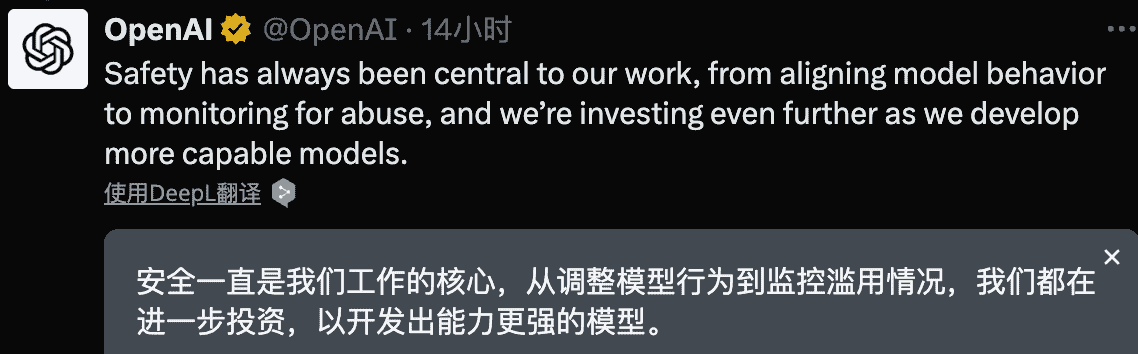 OpenAI @OpenAI · 14小时
Safety has always been central to our work, from aligning model behavior
to monitoring for abuse, and we’re investing even further as we develop
more capable models.
使用DeepL翻译
安全一直是我们工作的核心，从调整模型行为到监控滥用情况，我们都在
进一步投资，以开发出能力更强的模型。